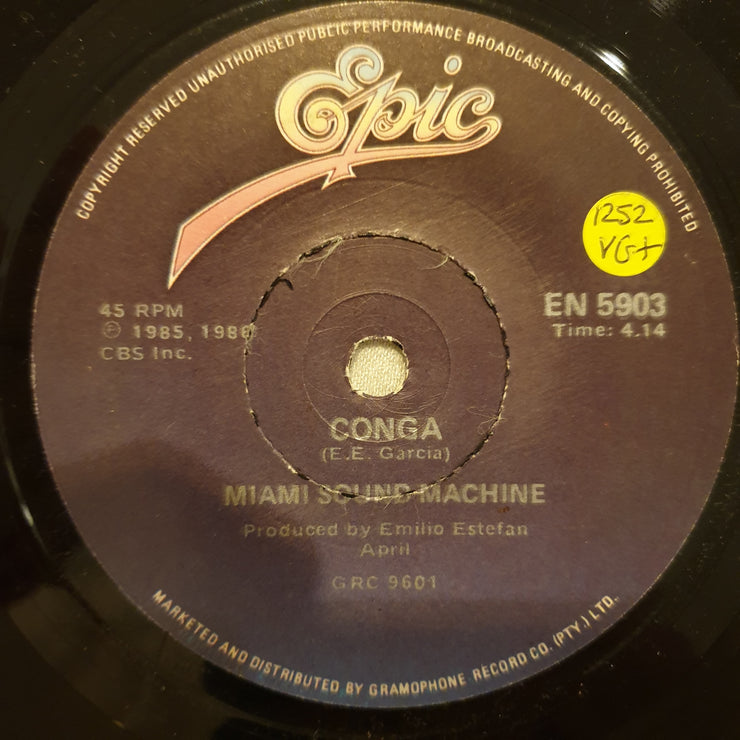 COPYRIGHT RESERVED UNAUTHORISED PUBLIC PERFORMANCE BROADCASTING AND COPYING PROHIBITED
Epic
1252
VG+
45 RPM
© 1985, 1986
CBS Inc.
EN 5903
Time: 4.14
CONGA
(E.E. Garcia)
MIAMI SOUND MACHINE
Produced by Emilio Estefan
April
GRC 9601
MARKETED AND DISTRIBUTED BY GRAMOPHONE RECORD CO. (PTY.) LTD.